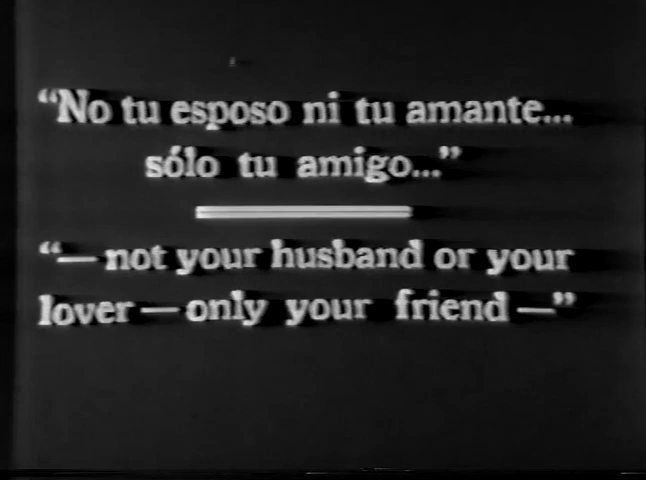 “No tu esposo ni tu amante...
sólo tu amigo...”
“— not your husband or your
lover — only your friend —”